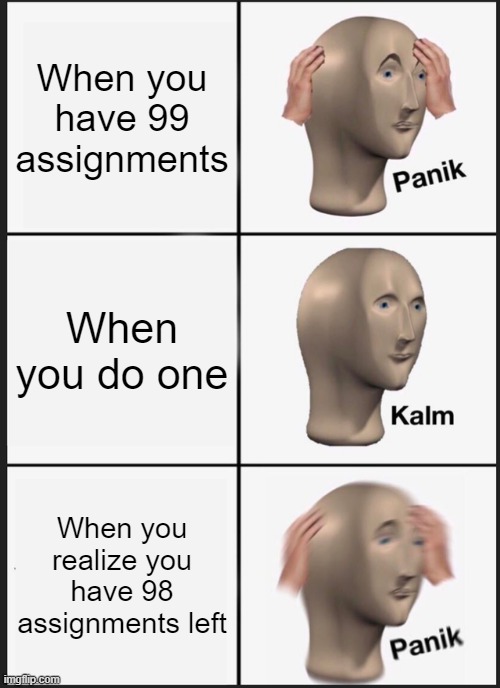 When you
have 99
assignments
Panik
When
you do one
Kalm
When you
realize you
have 98
assignments left
Panik
imgflip.com